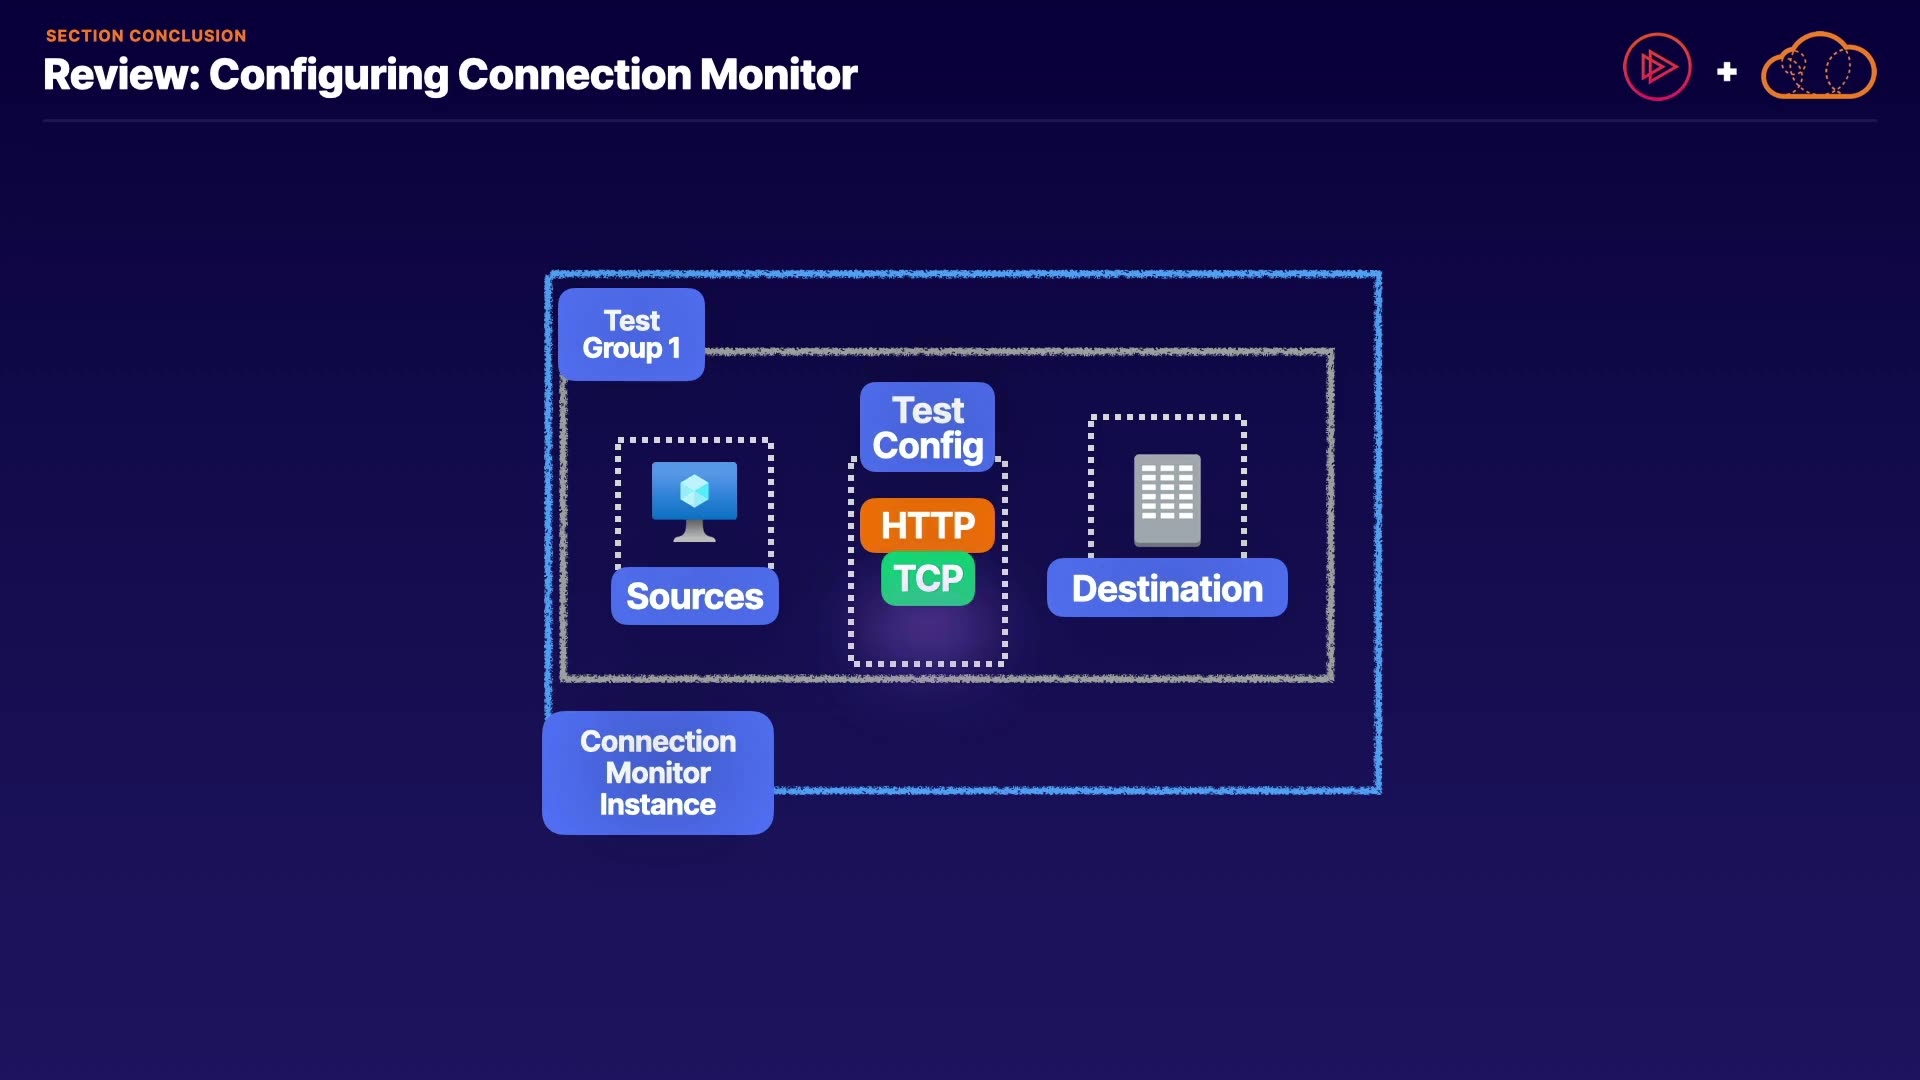 SECTION CONCLUSION
Review: Configuring Connection Monitor
Test
Group 1
Test
Config
HTTP
TCP
Sources
Destination
Connection
Monitor
Instance